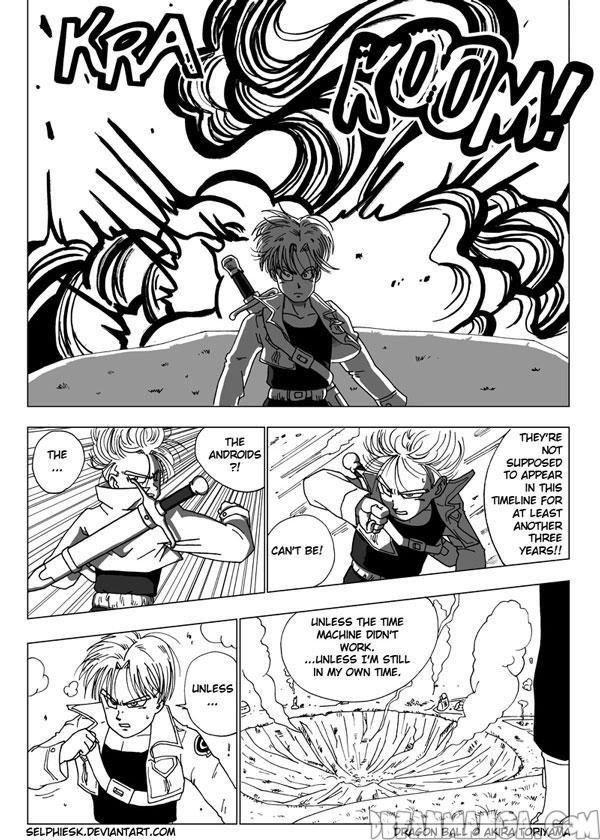 KRA
KOOM!
THE
...
THE
ANDROIDS
?!
THEY'RE
NOT
SUPPOSED
TO APPEAR
IN THIS
TIMELINE FOR
AT LEAST
ANOTHER
THREE
YEARS!!
CAN'T BE!
UNLESS
...
UNLESS THE TIME
MACHINE DIDN'T
WORK.
...UNLESS I'M STILL
IN MY OWN TIME.
SELPHIESK.DEVIANTART.COM
DRAGON BALL © AKIRA TORIYAMA
DBZMANGA.COM